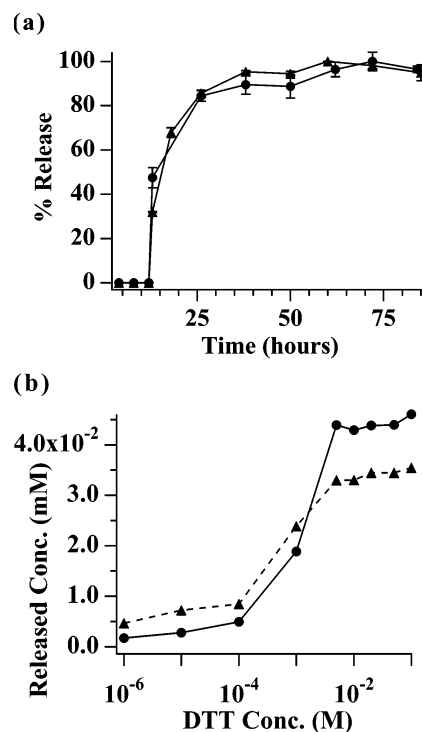 (a)
100
80
60
40
20
0
% Release
25
50
75
Time (hours)
(b)
4.0x10⁻²
3.0
2.0
1.0
0.0
Released Conc. (mM)
10⁻⁶
10⁻⁴
10⁻²
DTT Conc. (M)